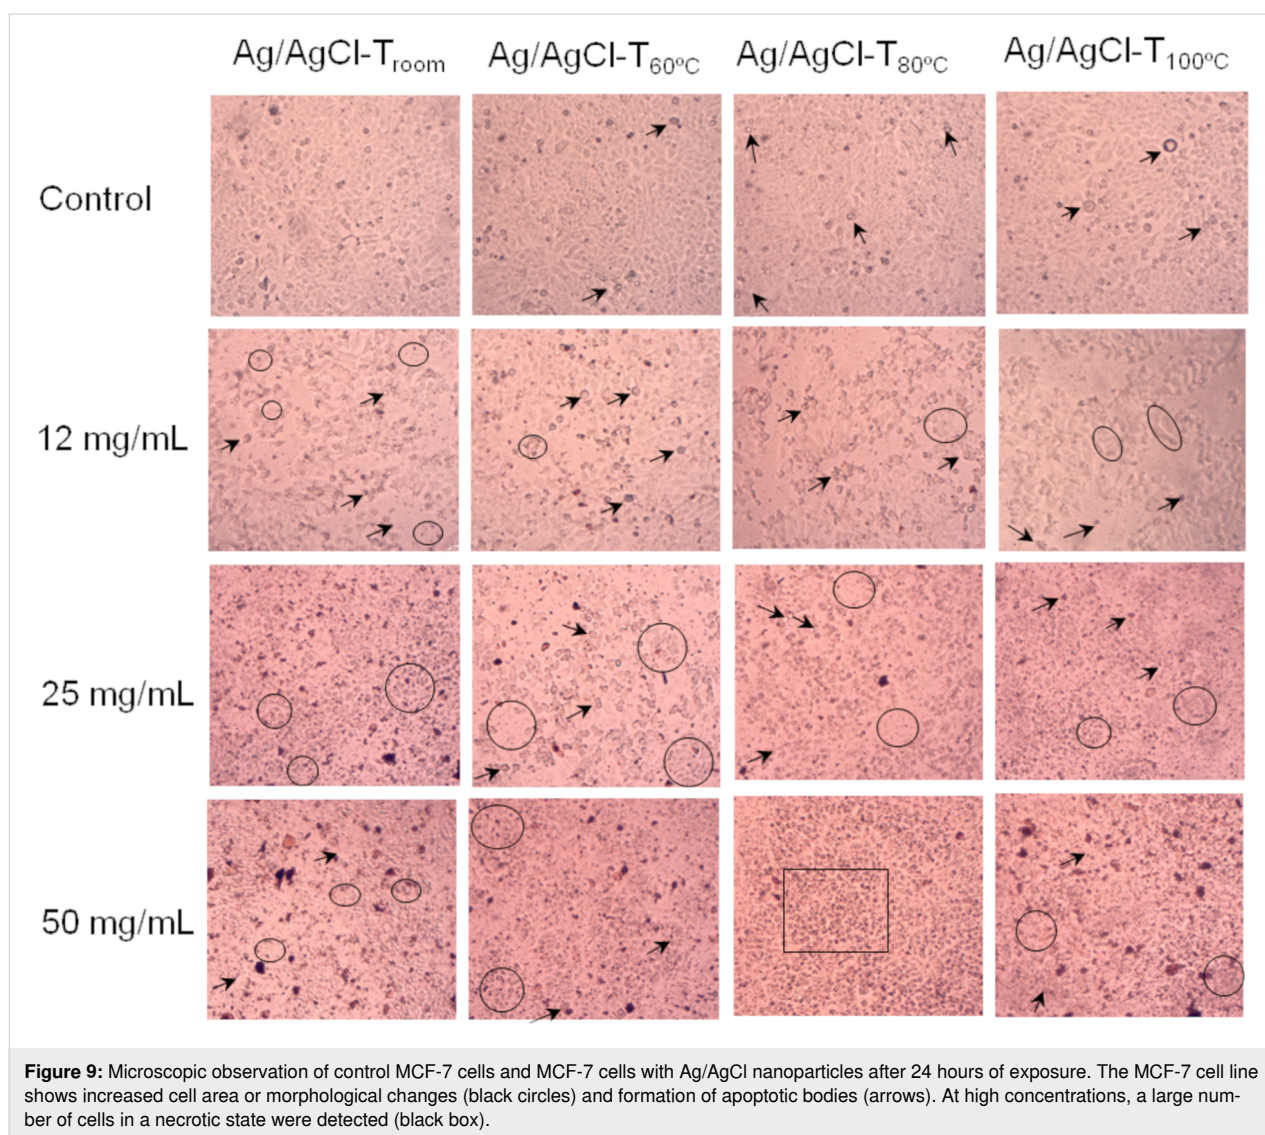 Ag/AgCl-Troom Ag/AgCl-T60ºC Ag/AgCl-T80ºC Ag/AgCl-T100ºC
Control
12 mg/mL
25 mg/mL
50 mg/mL
Figure 9: Microscopic observation of control MCF-7 cells and MCF-7 cells with Ag/AgCl nanoparticles after 24 hours of exposure. The MCF-7 cell line
shows increased cell area or morphological changes (black circles) and formation of apoptotic bodies (arrows). At high concentrations, a large num-
ber of cells in a necrotic state were detected (black box).